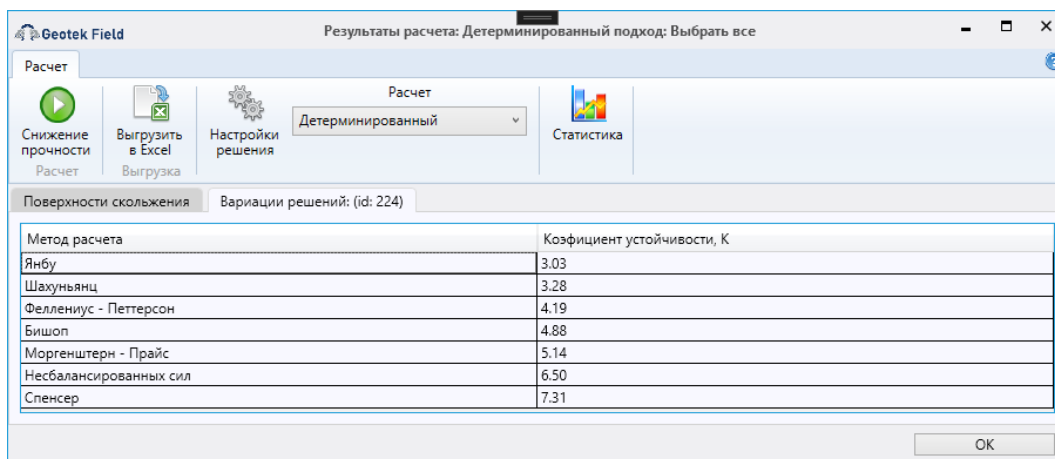 Geotek Field
Результаты расчета: Детерминированный подход: Выбрать все
Расчет
Снижение прочности
Расчет
Выгрузить в Excel
Выгрузка
Настройки решения
Расчет
Детерминированный
Статистика
Поверхности скольжения
Вариации решений: (id: 224)
Метод расчета Коэфициент устойчивости, К
Янбу 3.03
Шахуньянц 3.28
Феллениус - Петтерсон 4.19
Бишоп 4.88
Моргенштерн - Прайс 5.14
Несбалансированных сил 6.50
Спенсер 7.31
OK